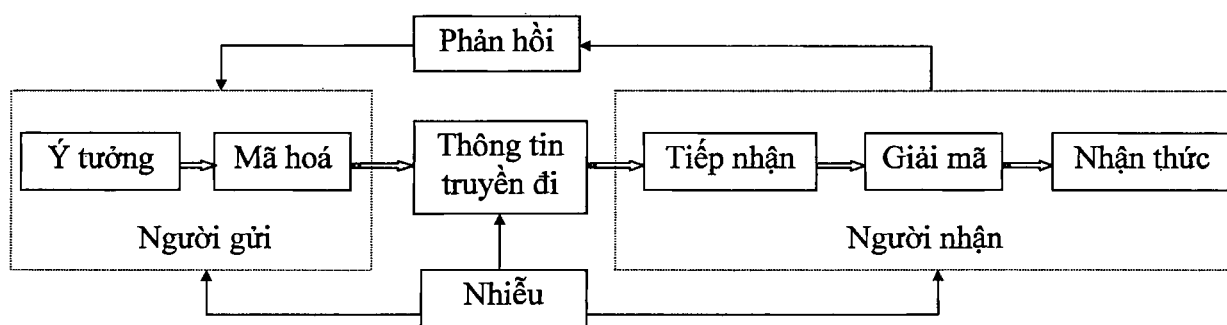 Phản hồi
Ý tưởng
Mã hoá
Thông tin
truyền đi
Tiếp nhận
Giải mã
Nhận thức
Người gửi
Người nhận
Nhiễu